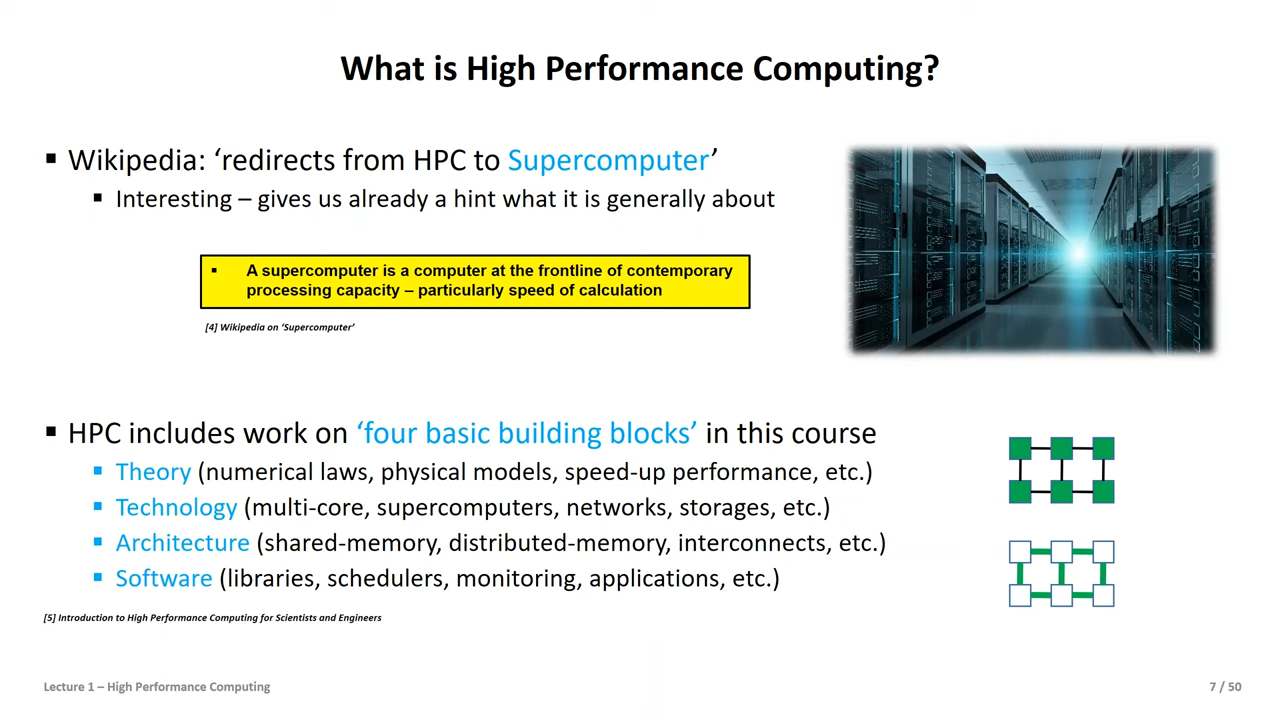 What is High Performance Computing?
▪ Wikipedia: ‘redirects from HPC to Supercomputer’
▪ Interesting – gives us already a hint what it is generally about
▪ A supercomputer is a computer at the frontline of contemporary
processing capacity – particularly speed of calculation
[4] Wikipedia on ‘Supercomputer’
▪ HPC includes work on ‘four basic building blocks’ in this course
▪ Theory (numerical laws, physical models, speed-up performance, etc.)
▪ Technology (multi-core, supercomputers, networks, storages, etc.)
▪ Architecture (shared-memory, distributed-memory, interconnects, etc.)
▪ Software (libraries, schedulers, monitoring, applications, etc.)
[5] Introduction to High Performance Computing for Scientists and Engineers
Lecture 1 – High Performance Computing
7 / 50